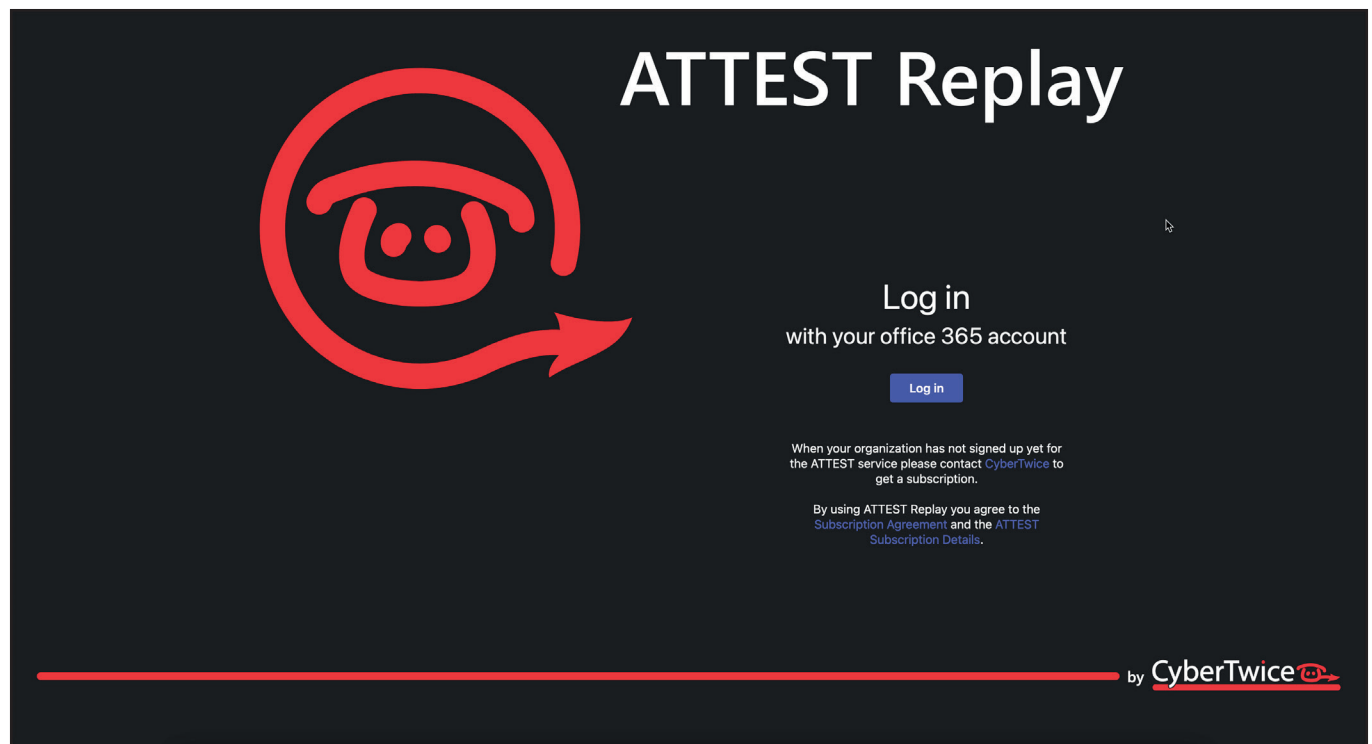 ATTEST Replay
Log in
with your office 365 account
Log in
When your organization has not signed up yet for
the ATTEST service please contact CyberTwice to
get a subscription.
By using ATTEST Replay you agree to the
Subscription Agreement and the ATTEST
Subscription Details.
by CyberTwice